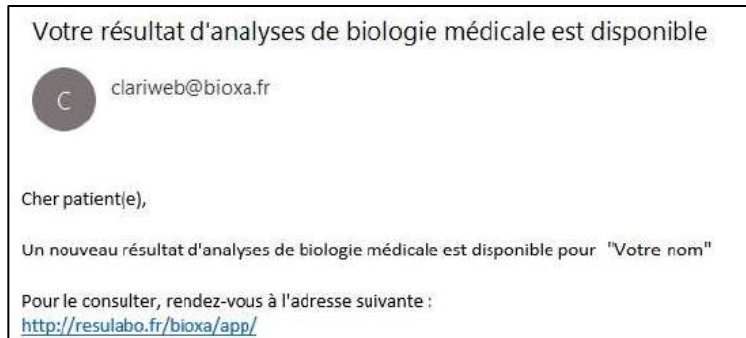 Votre résultat d'analyses de biologie médicale est disponible
C
clariweb@bioxa.fr
Cher patient(e),
Un nouveau résultat d'analyses de biologie médicale est disponible pour "Votre nom"
Pour le consulter, rendez-vous à l'adresse suivante :
http://resulabo.fr/bioxa/app/